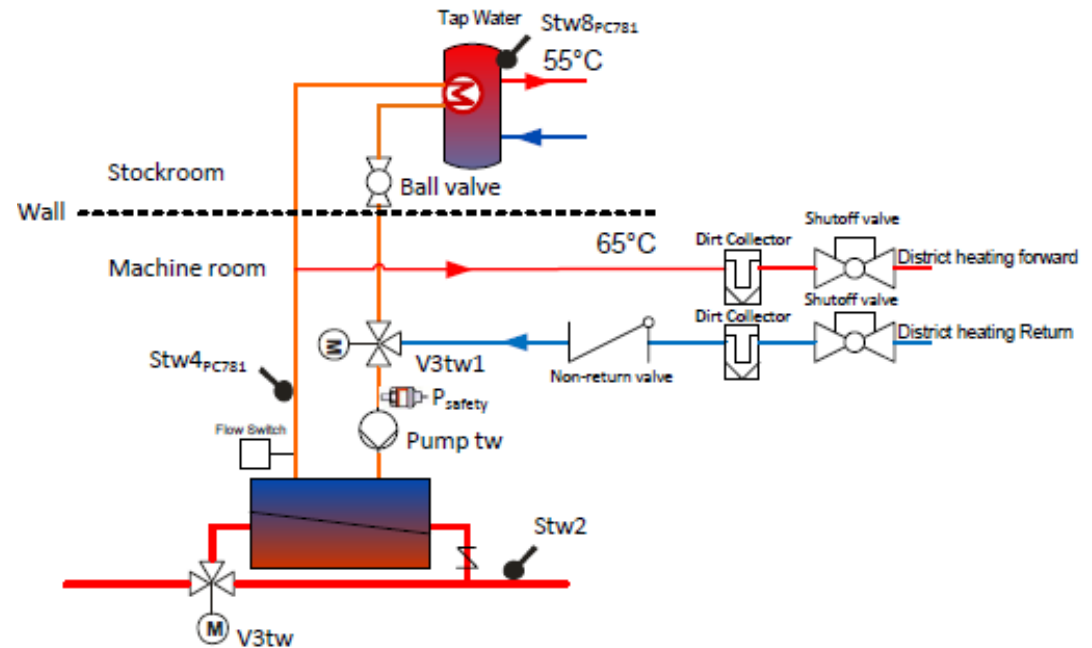 Tap Water
Stw8PC781
55°C
Stockroom
Ball valve
Wall
65°C
Machine room
Dirt Collector
Shutoff valve
District heating forward
Shutoff valve
Dirt Collector
District heating Return
M
V3tw1
Non-return valve
Stw4PC781
Psafety
Flow Switch
Pump tw
Stw2
M
V3tw